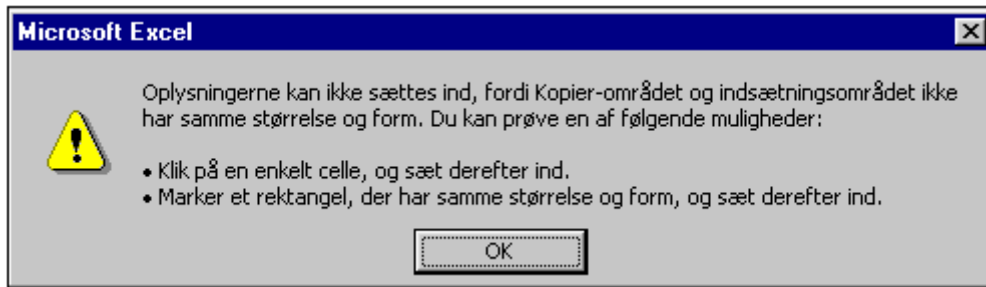 Microsoft Excel
Oplysningerne kan ikke sættes ind, fordi Kopier-området og indsætningsområdet ikke
har samme størrelse og form. Du kan prøve en af følgende muligheder:
• Klik på en enkelt celle, og sæt derefter ind.
• Marker et rektangel, der har samme størrelse og form, og sæt derefter ind.
OK